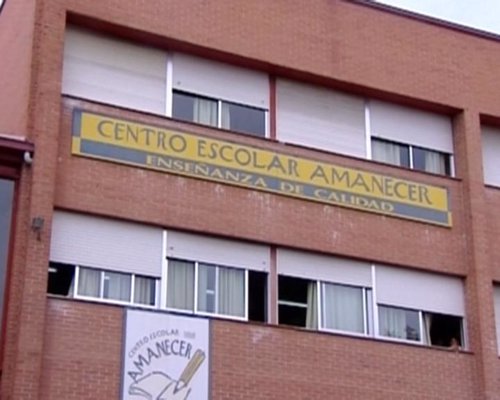 CENTRO ESCOLAR AMANECER
ENSEÑANZA DE CALIDAD
CENTRO ESCOLAR
AMANECER